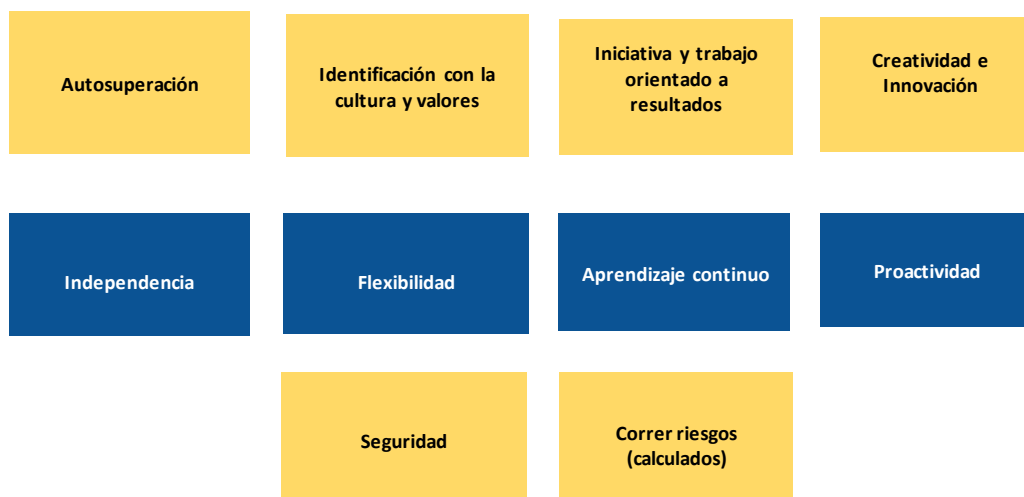 Autosuperación
Identificación con la
cultura y valores
Iniciativa y trabajo
orientado a
resultados
Creatividad e
Innovación
Independencia
Flexibilidad
Aprendizaje continuo
Proactividad
Seguridad
Correr riesgos
(calculados)